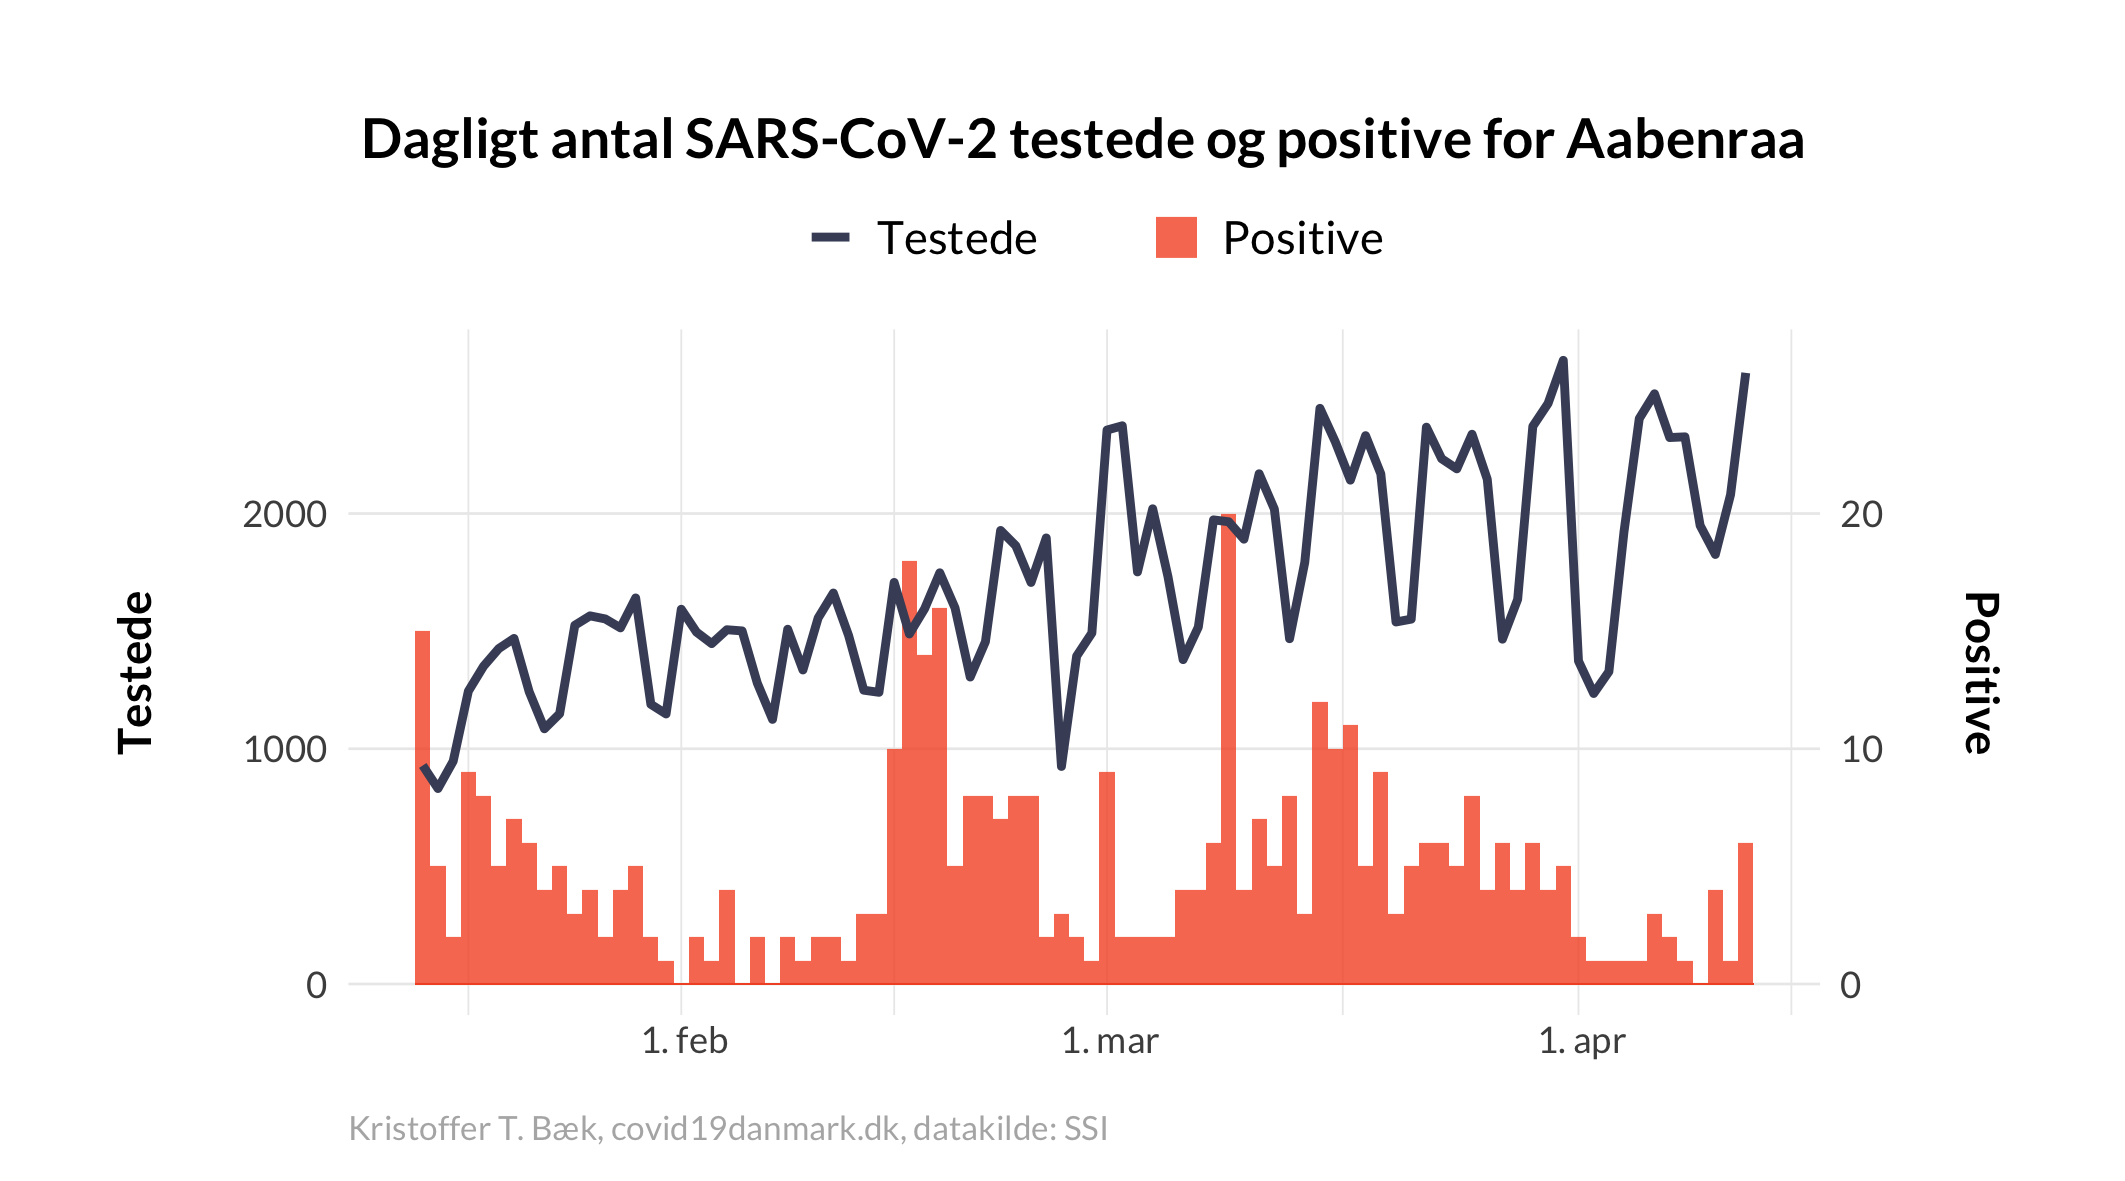 Dagligt antal SARS-CoV-2 testede og positive for Aabenraa
Testede
Positive
Testede
2000
1000
0
20
10
0
Positive
1. feb
1. mar
1. apr
Kristoffer T. Bæk, covid19danmark.dk, datakilde: SSI